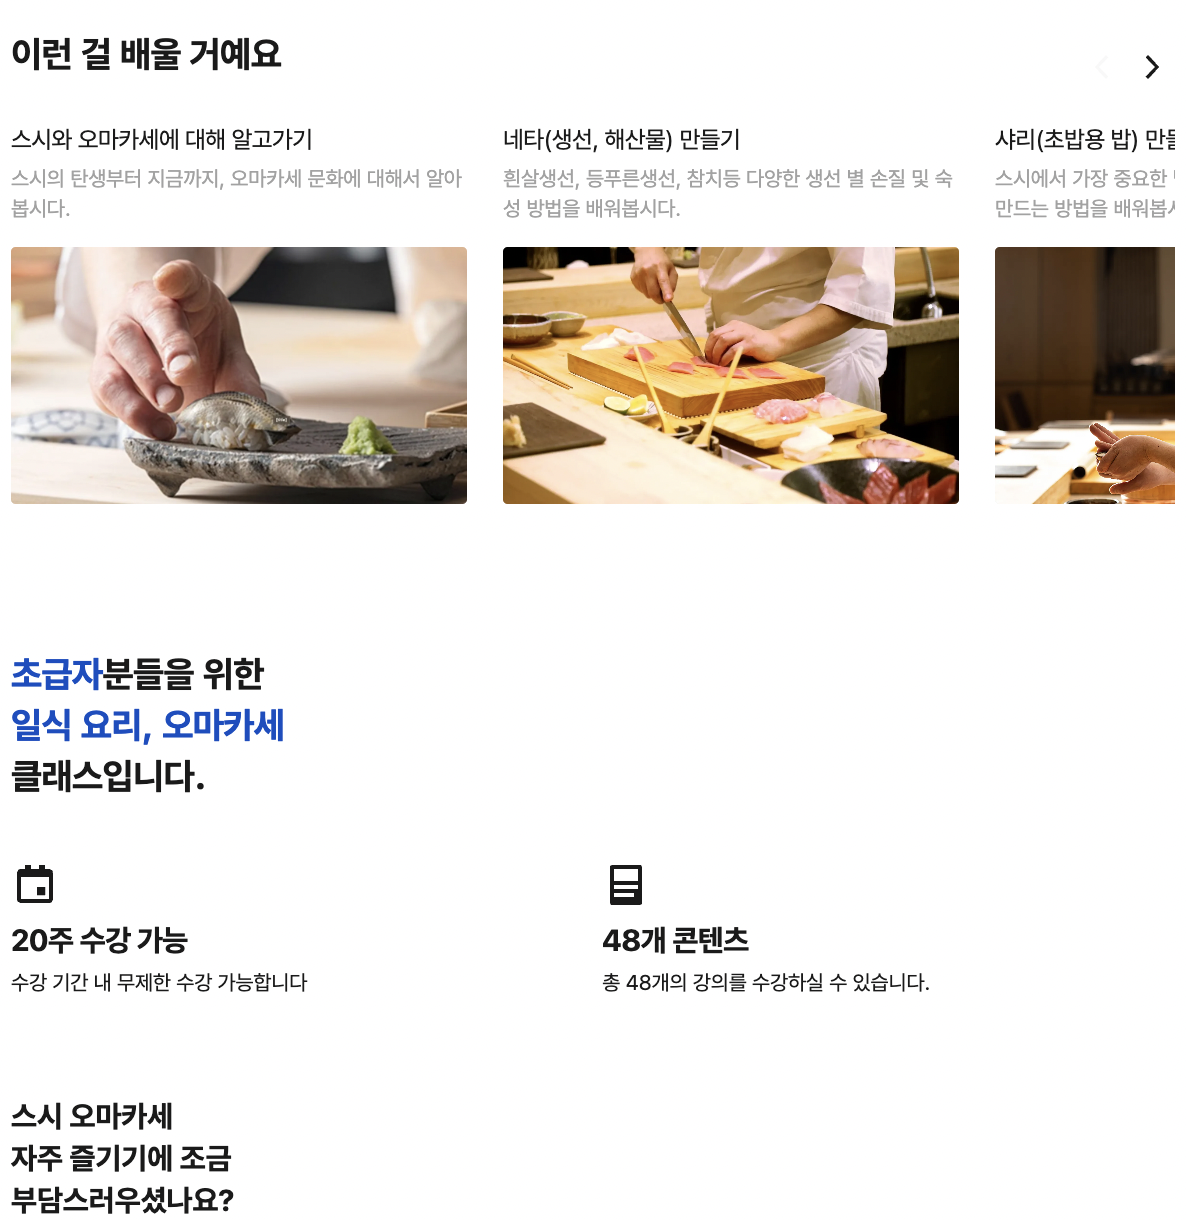 이런 걸 배울 거예요
스시와 오마카세에 대해 알고가기
스시의 탄생부터 지금까지, 오마카세 문화에 대해서 알아
봅시다.
네타(생선, 해산물) 만들기
흰살생선, 등푸른생선, 참치등 다양한 생선 별 손질 및 숙
성 방법을 배워봅시다.
샤리(초밥용 밥)
스시에서 가장 중요한
만드는 방법을
초급자분들을 위한
일식 요리, 오마카세
클래스입니다.
20주 수강 가능
수강 기간 내 무제한 수강 가능합니다
48개 콘텐츠
총 48개의 강의를 수강하실 수 있습니다.
스시 오마카세
자주 즐기기에 조금
부담스러우셨나요?